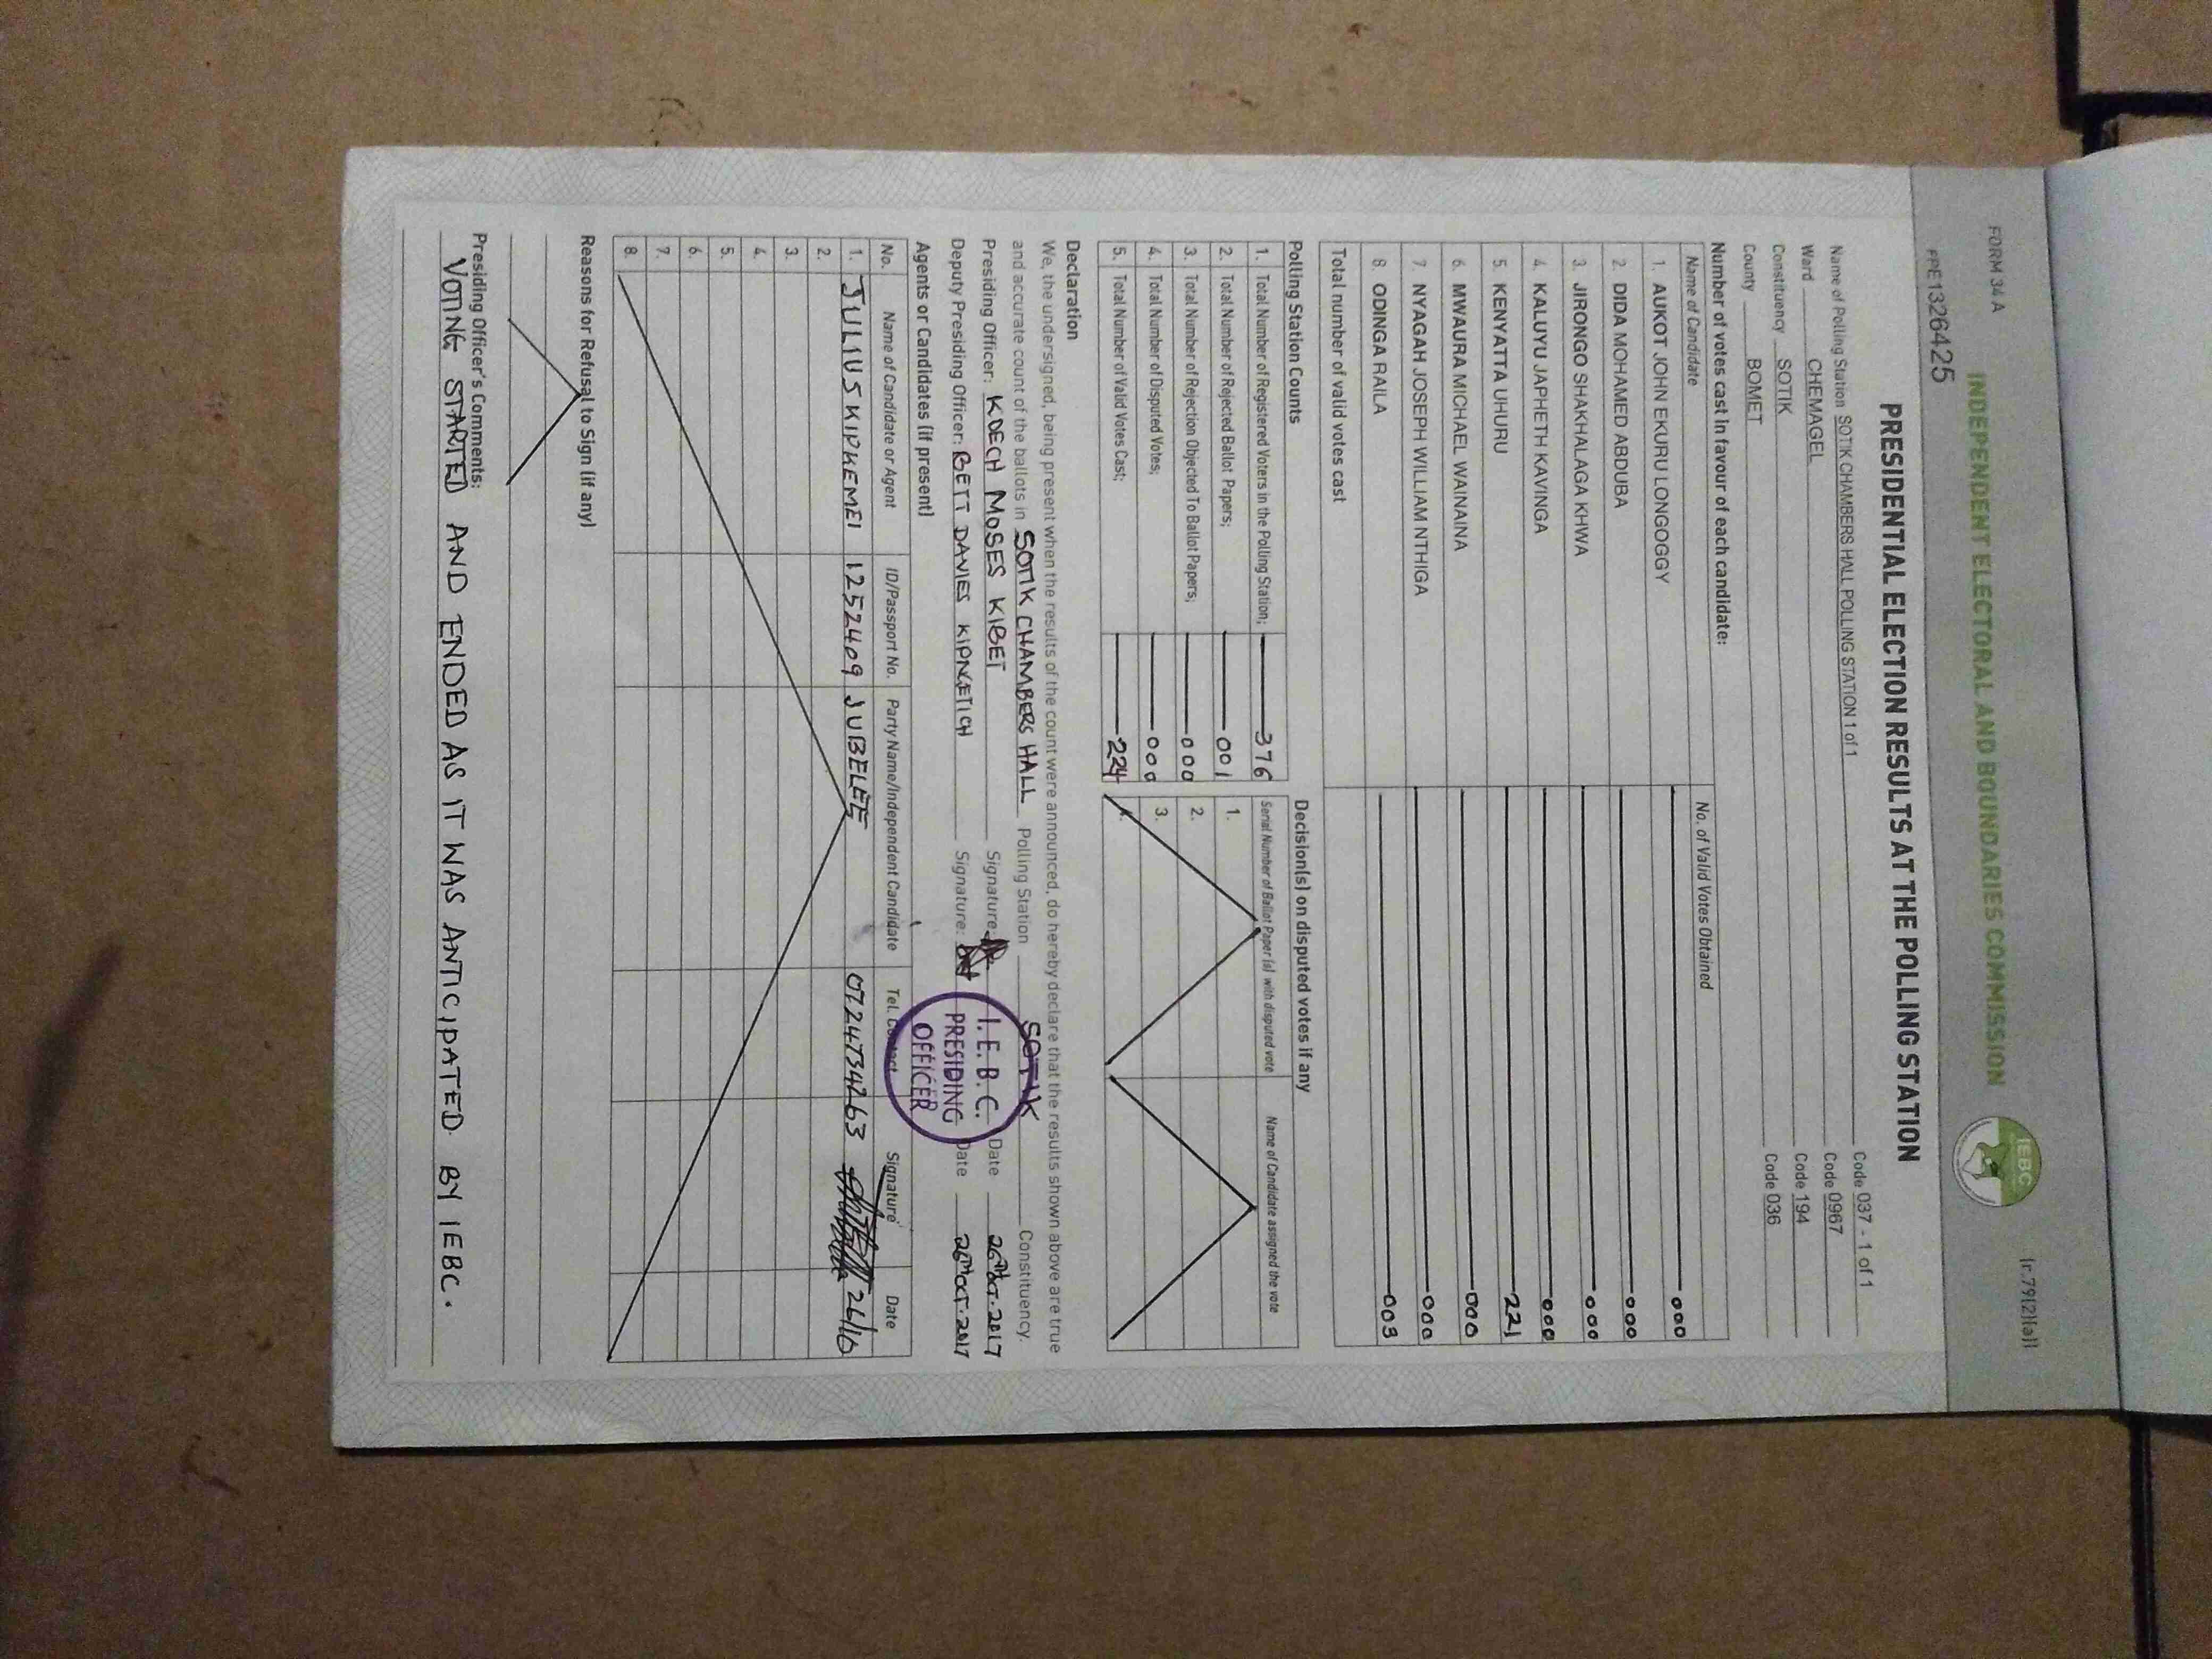 FORM 34 A
(r.79(2)(a))
INDEPENDENT ELECTORAL AND BOUNDARIES COMMISSION
IEBC
PPE1326425
PRESIDENTIAL ELECTION RESULTS AT THE POLLING STATION
Name of Polling Station SOTIK CHAMBERS HALL POLLING STATION 1 of 1 Code 037 - 1 of 1
Ward CHEMAGEL Code 0967
Constituency SOTIK Code 194
County BOMET Code 036
Number of votes cast in favour of each candidate:
Name of Candidate No. of Valid Votes Obtained
1. AUKOT JOHN EKURU LONGOGGY 000
2. DIDA MOHAMED ABDUBA 000
3. JIRONGO SHAKHALAGA KHWA 000
4. KALUYU JAPHETH KAVINGA 000
5. KENYATTA UHURU 221
6. MWAURA MICHAEL WAINAINA 000
7. NYAGAH JOSEPH WILLIAM NTHIGA 000
8. ODINGA RAILA 003
Total number of valid votes cast
Polling Station Counts
1. Total Number of Registered Voters in the Polling Station; 376
2. Total Number of Rejected Ballot Papers; 001
3. Total Number of Rejection Objected To Ballot Papers; 000
4. Total Number of Disputed Votes; 000
5. Total Number of Valid Votes Cast; 224
Decision(s) on disputed votes if any
Serial Number of Ballot Paper (s) with disputed vote Name of Candidate assigned the vote
1.
2.
3.
4.
Declaration
We, the undersigned, being present when the results of the count were announced, do hereby declare that the results shown above are true
and accurate count of the ballots in SOTIK CHAMBERS HALL Polling Station SOTIK Constituency.
Presiding Officer: KOECH MOSES KIBET Signature: Date 26TH OCT. 2017
Deputy Presiding Officer: BETT DAVIES KIPNGETICH Signature: Date 26TH OCT. 2017
I. E. B. C.
PRESIDING
OFFICER
Agents or Candidates (if present)
No. Name of Candidate or Agent ID/Passport No. Party Name/Independent Candidate Tel. Contact Signature Date
1. JULIUS KIPKEMEI 1252409 JUBELEE 0724734263 26/10
2.
3.
4.
5.
6.
7.
8.
Reasons for Refusal to Sign (if any)
Presiding Officer's Comments:
VOTING STARTED AND ENDED AS IT WAS ANTICIPATED BY IEBC.